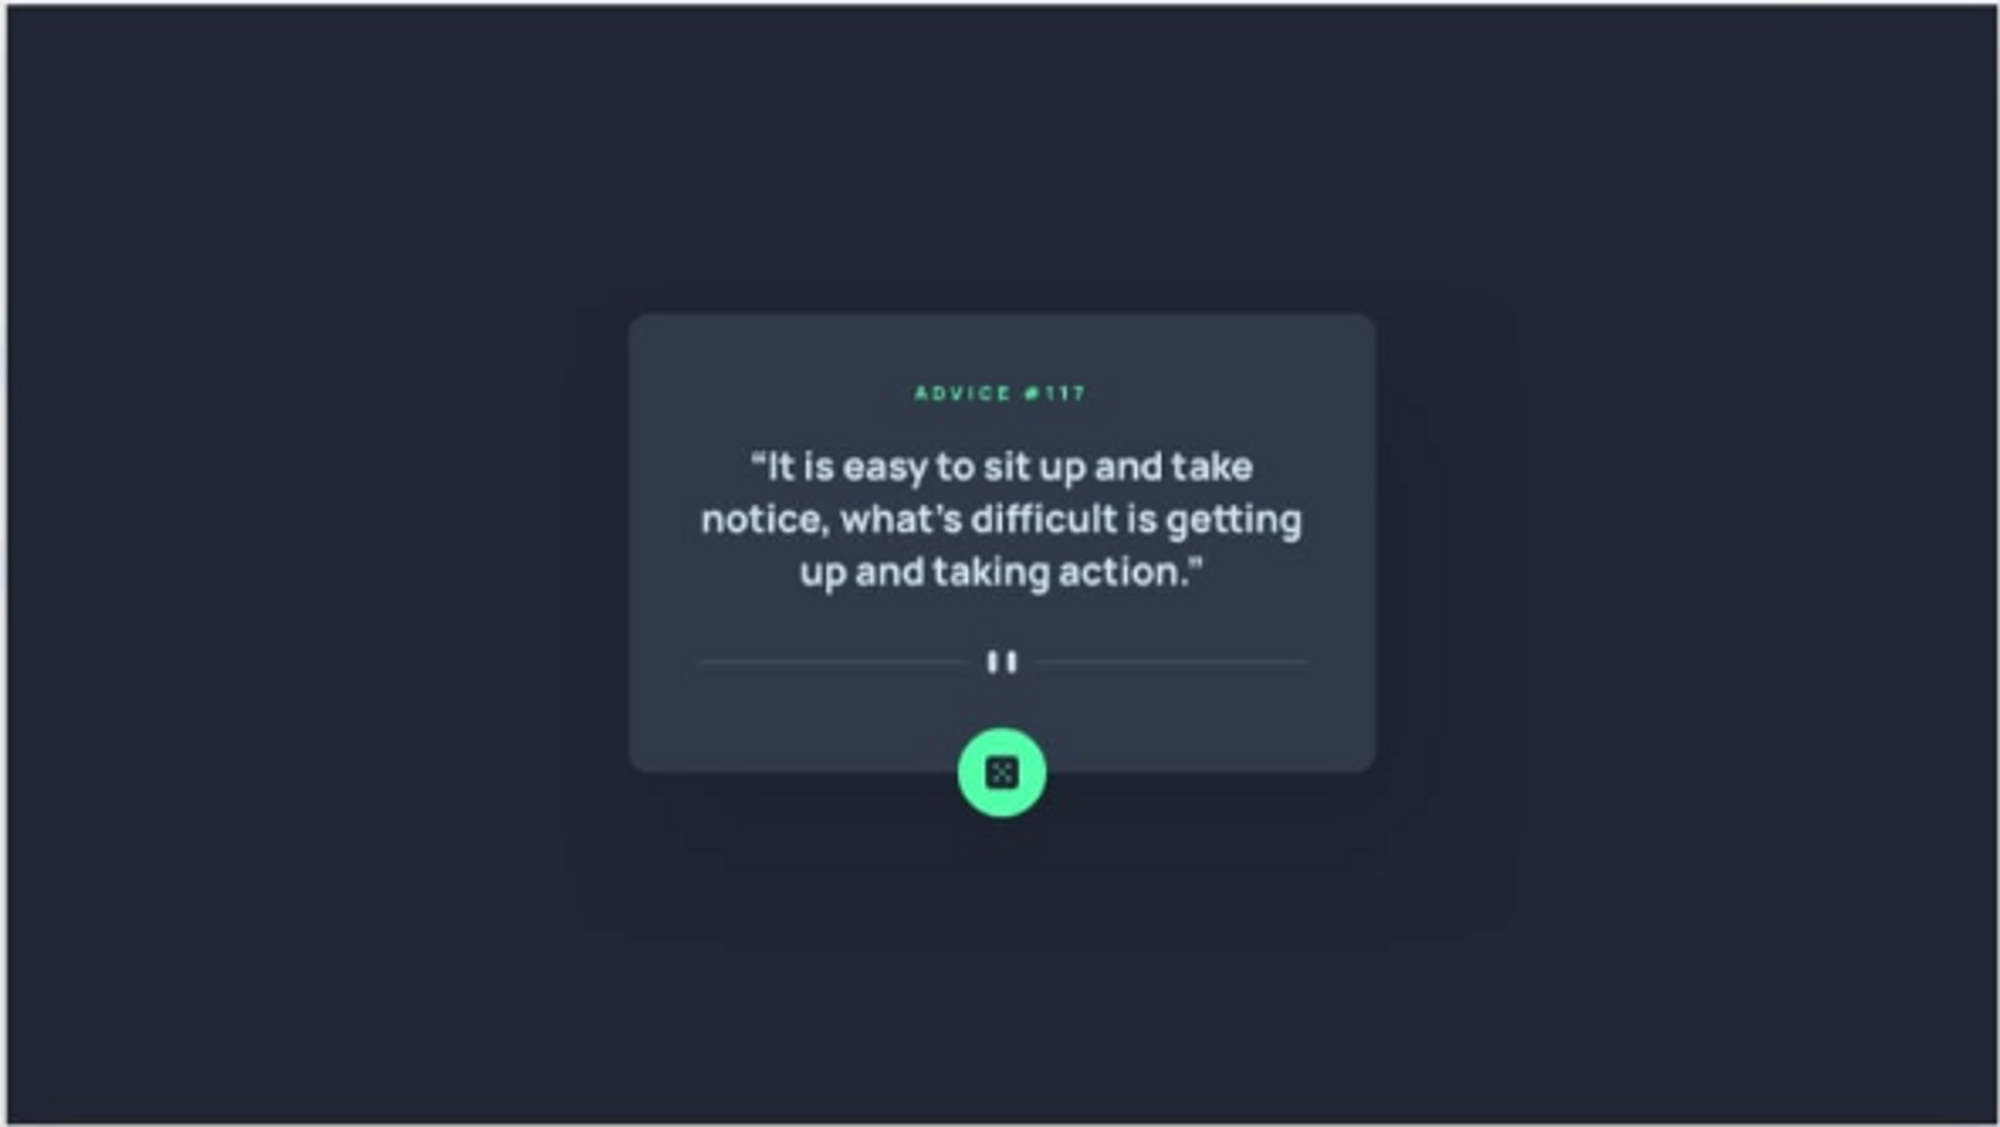 ADVICE #117
“It is easy to sit up and take
notice, what’s difficult is getting
up and taking action.”